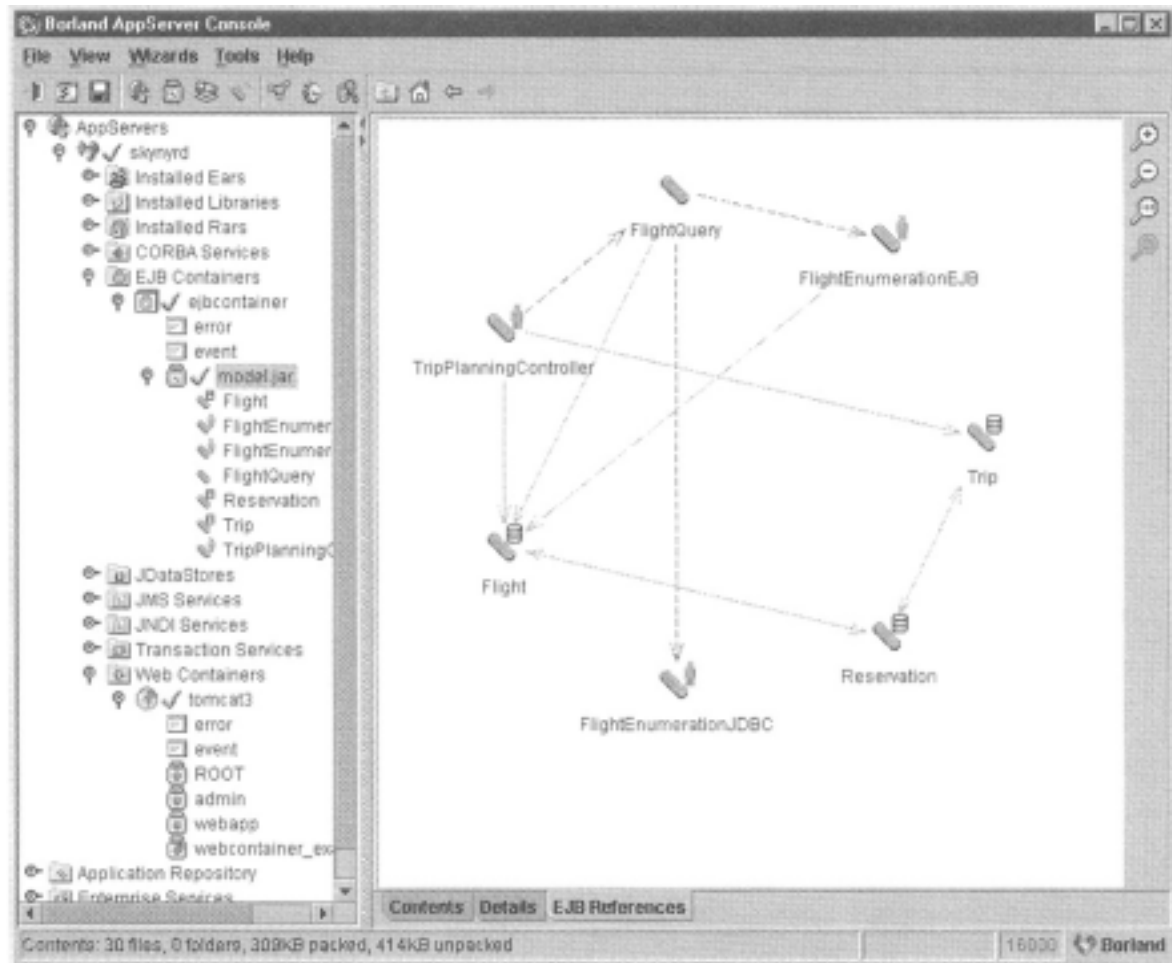 Borland AppServer Console
File View Wizards Tools Help
AppServers
skynyrd
Installed Ears
Installed Libraries
Installed Rars
CORBA Services
EJB Containers
ejbcontainer
error
event
model.jar
Flight
FlightEnumer
FlightEnumer
FlightQuery
Reservation
Trip
TripPlanningC
JDataStores
JMS Services
JNDI Services
Transaction Services
Web Containers
tomcat3
error
event
ROOT
admin
webapp
webcontainer_ex
Application Repository
Enterprise Services
FlightQuery
FlightEnumerationEJB
TripPlanningController
Trip
Flight
Reservation
FlightEnumerationJDBC
Contents Details EJB References
Contents: 30 files, 0 folders, 309kB packed, 414kB unpacked
16000 Borland